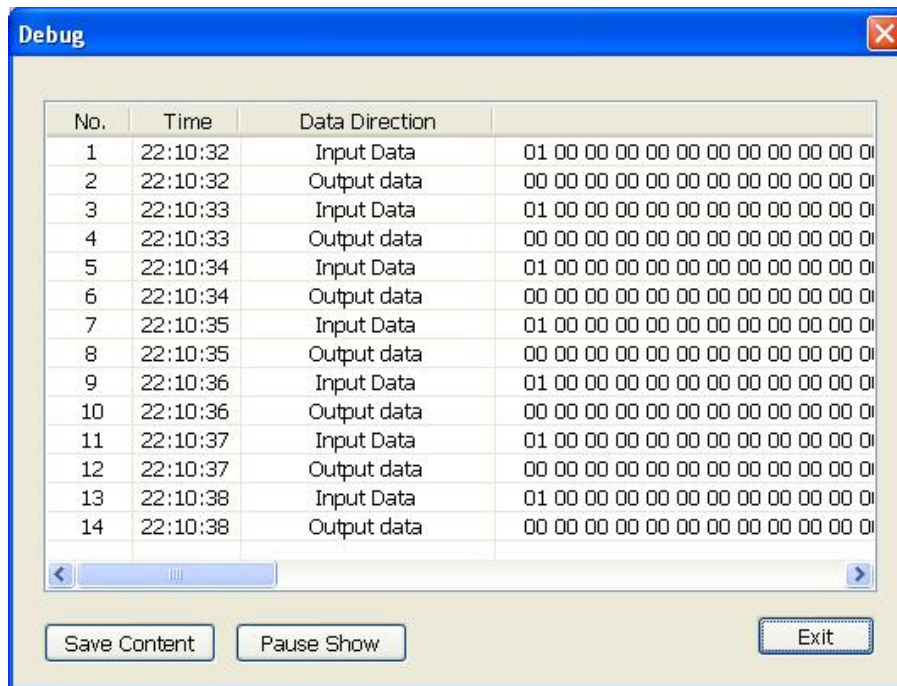 Debug
No. Time Data Direction
1 22:10:32 Input Data 01 00 00 00 00 00 00 00 00 00 00
2 22:10:32 Output data 00 00 00 00 00 00 00 00 00 00 00
3 22:10:33 Input Data 01 00 00 00 00 00 00 00 00 00 00
4 22:10:33 Output data 00 00 00 00 00 00 00 00 00 00 00
5 22:10:34 Input Data 01 00 00 00 00 00 00 00 00 00 00
6 22:10:34 Output data 00 00 00 00 00 00 00 00 00 00 00
7 22:10:35 Input Data 01 00 00 00 00 00 00 00 00 00 00
8 22:10:35 Output data 00 00 00 00 00 00 00 00 00 00 00
9 22:10:36 Input Data 01 00 00 00 00 00 00 00 00 00 00
10 22:10:36 Output data 00 00 00 00 00 00 00 00 00 00 00
11 22:10:37 Input Data 01 00 00 00 00 00 00 00 00 00 00
12 22:10:37 Output data 00 00 00 00 00 00 00 00 00 00 00
13 22:10:38 Input Data 01 00 00 00 00 00 00 00 00 00 00
14 22:10:38 Output data 00 00 00 00 00 00 00 00 00 00 00
Save Content Pause Show Exit